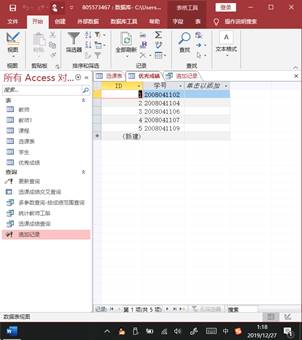 805373467 › 数据库- C:\Users...
表格工具
登录
文件
开始
创建
外部数据
数据库工具
帮助
字段
表
操作说明搜索
视图
粘贴
筛选器
全部刷新
查找
文本格式
视图
剪贴板
排序和筛选
记录
查找
所有 Access 对...
搜索...
表
教师
教师1
课程
选课表
学生
优秀成绩
查询
更新查询
选课成绩交叉查询
多参数查询-给成绩范围查询
统计教师工龄
选课成绩查询
追加记录
选课表
优秀成绩
追加记录
ID
学号
单击以添加
1 2008041102
2 2008041104
3 2008041106
4 2008041107
5 2008041109
(新建)
记录: 第 1 项(共 5 项)
无筛选器
搜索
数据表视图
中
1:18
2019/12/27